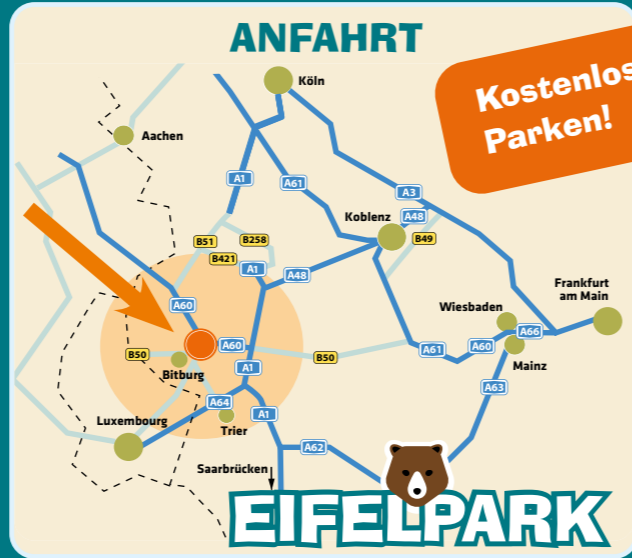 ANFAHRT
Kostenlos
Parken!
Köln
Aachen
A1
A61
A3
Koblenz
A48
B49
B51
B258
B421
A1
A48
A60
Wiesbaden
Frankfurt
am Main
A66
A60
A61
Mainz
B50
A60
B50
Bitburg
A1
A63
A64
Luxembourg
Trier
A1
A62
Saarbrücken
EIFELPARK